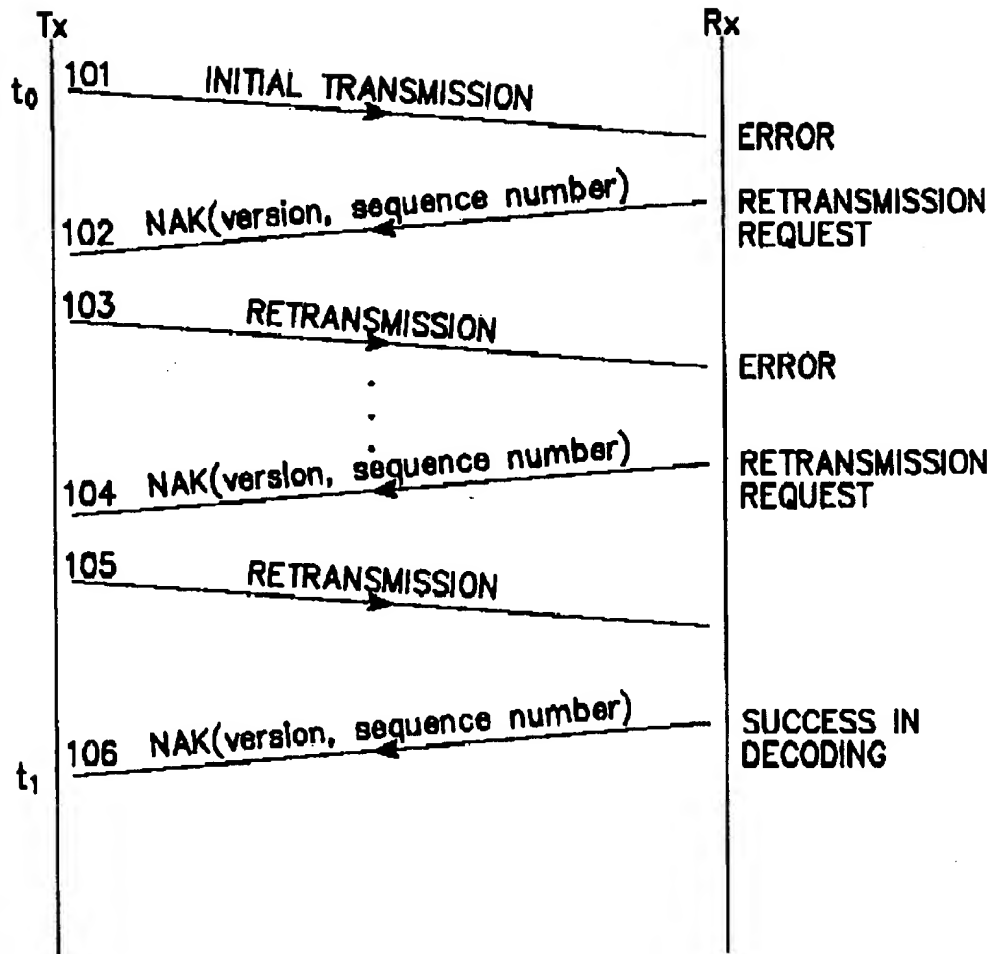 Tx
Rx
t0
101
INITIAL TRANSMISSION
ERROR
102
NAK(version, sequence number)
RETRANSMISSION
REQUEST
103
RETRANSMISSION
ERROR
104
NAK(version, sequence number)
RETRANSMISSION
REQUEST
105
RETRANSMISSION
106
NAK(version, sequence number)
SUCCESS IN
DECODING
t1